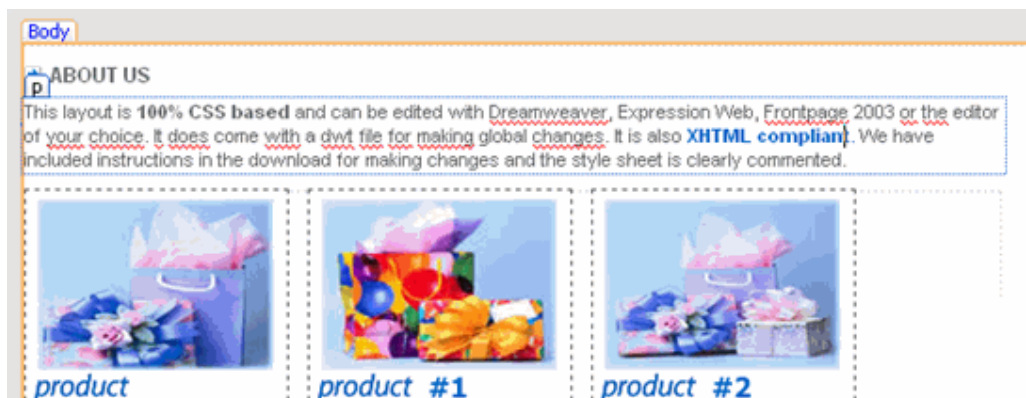 Body
ABOUT US
p
This layout is 100% CSS based and can be edited with Dreamweaver, Expression Web, Frontpage 2003 or the editor
of your choice. It does come with a dwt file for making global changes. It is also XHTML compliant. We have
included instructions in the download for making changes and the style sheet is clearly commented.
product product #1 product #2